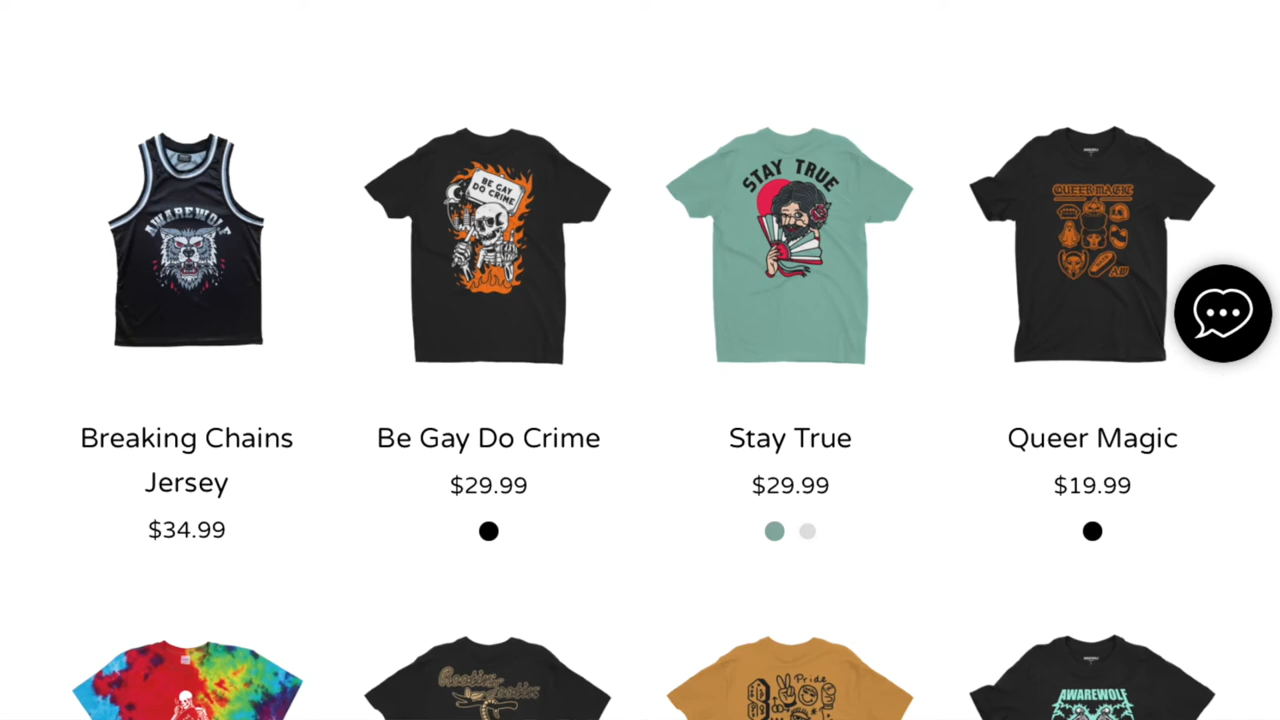 AWAREWOLF
BE GAY
DO CRIME
STAY TRUE
QUEER MAGIC
AW
Breaking Chains
Jersey
$34.99
Be Gay Do Crime
$29.99
Stay True
$29.99
Queer Magic
$19.99
Pride
AWAREWOLF